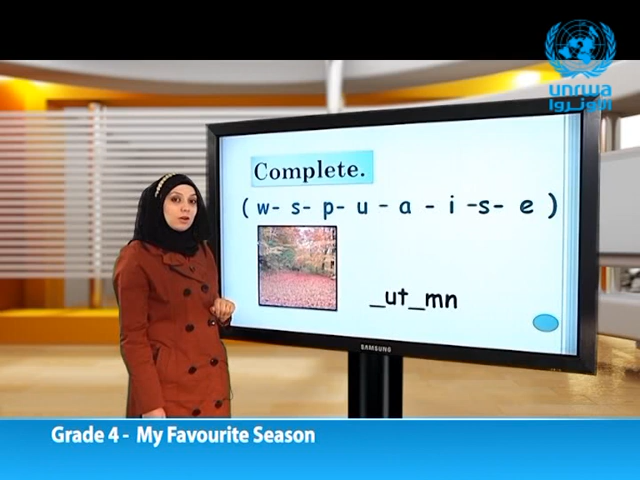 unrwa
الأونروا
Complete.
( w- s- p- u - a - i -s- e )
_ut_mn
SAMSUNG
Grade 4 - My Favourite Season